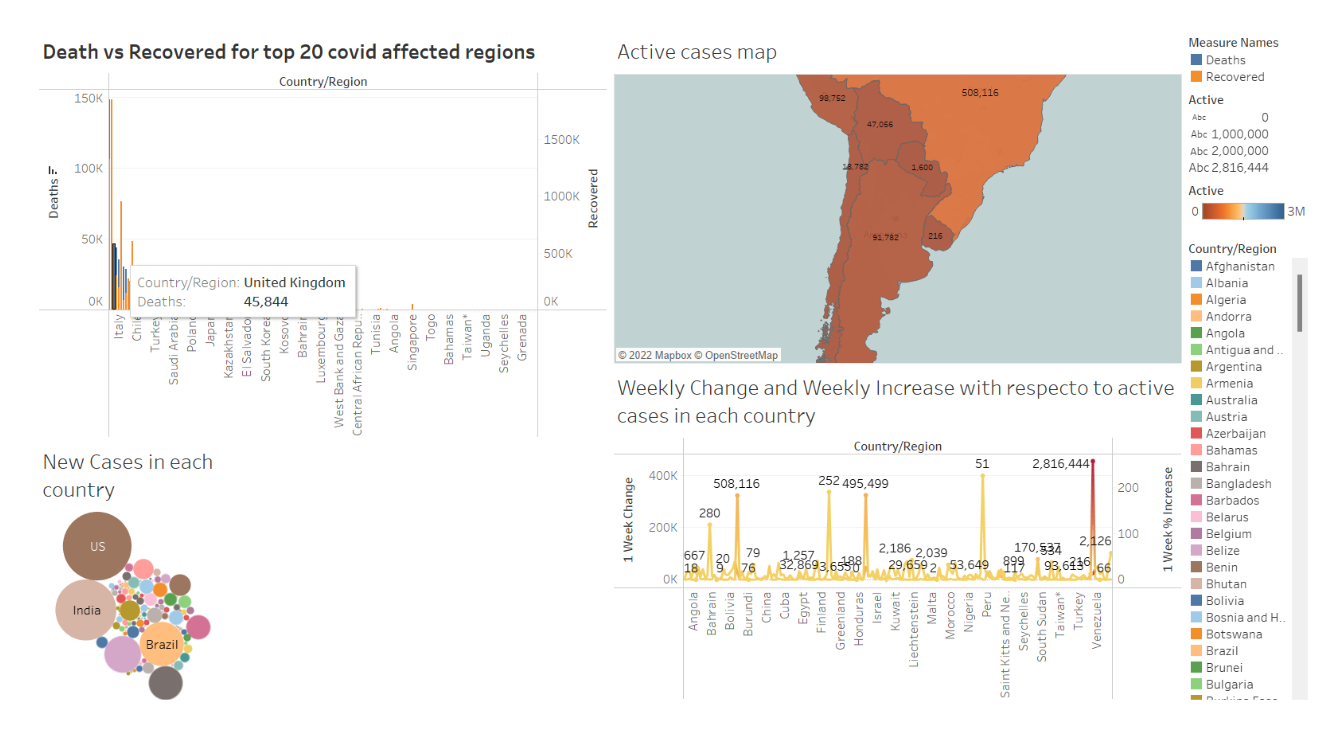 Death vs Recovered for top 20 covid affected regions
Country/Region
150K
100K
50K
0K
Deaths
1500K
1000K
500K
0K
Recovered
Country/Region: United Kingdom
Deaths: 45,844
Italy
Chile
Turkey
Saudi Arabia
Poland
Japan
Kazakhstan
El Salvador
South Korea
Kosovo
Bahrain
Luxembourg
West Bank and Gaza
Central African Repu..
Tunisia
Angola
Singapore
Togo
Bahamas
Taiwan*
Uganda
Seychelles
Grenada
New Cases in each
country
US
India
Brazil
Active cases map
98,752
508,116
47,056
18,782
1,600
91,782
216
© 2022 Mapbox © OpenStreetMap
Weekly Change and Weekly Increase with respecto to active
cases in each country
Country/Region
400K
200K
0K
1 Week Change
200
100
0
1 Week % Increase
51
2,816,444
508,116
252
495,499
280
667
18
20
9
79
76
1,257
32,869
188
2,186
29,659
2,039
2
53,649
899
117
170,537
534
93,613
216
2,126
66
Angola
Bahrain
Bolivia
Burundi
China
Cuba
Egypt
Finland
Greenland
Honduras
Israel
Kuwait
Liechtenstein
Malta
Morocco
Nigeria
Peru
Saint Kitts and Ne..
Seychelles
South Sudan
Taiwan*
Turkey
Venezuela
Measure Names
Deaths
Recovered
Active
Abc 0
Abc 1,000,000
Abc 2,000,000
Abc 2,816,444
Active
0 3M
Country/Region
Afghanistan
Albania
Algeria
Andorra
Angola
Antigua and ..
Argentina
Armenia
Australia
Austria
Azerbaijan
Bahamas
Bahrain
Bangladesh
Barbados
Belarus
Belgium
Belize
Benin
Bhutan
Bolivia
Bosnia and H..
Botswana
Brazil
Brunei
Bulgaria